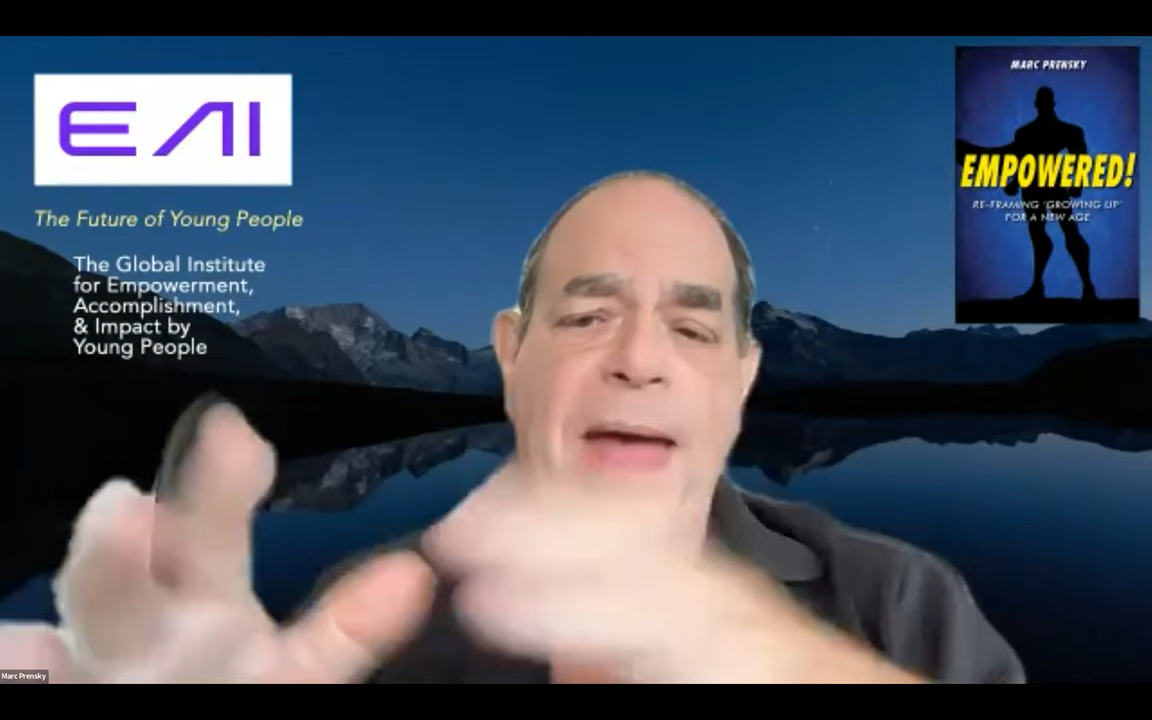 EAI
The Future of Young People
The Global Institute
for Empowerment,
Accomplishment,
& Impact by
Young People
MARC PRENSKY
EMPOWERED!
RE-FRAMING 'GROWING UP'
FOR A NEW AGE
Marc Prensky